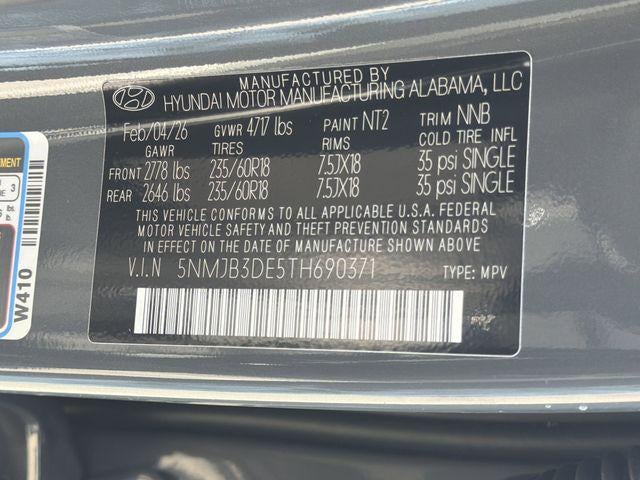 MANUFACTURED BY
HYUNDAI MOTOR MANUFACTURING ALABAMA, LLC
Feb/04/26 GVWR 4717 lbs PAINT NT2 TRIM NNB
GAWR TIRES RIMS COLD TIRE INFL
FRONT 2778 lbs 235/60R18 7.5JX18 35 psi SINGLE
REAR 2646 lbs 235/60R18 7.5JX18 35 psi SINGLE
THIS VEHICLE CONFORMS TO ALL APPLICABLE U.S.A. FEDERAL
MOTOR VEHICLE SAFETY AND THEFT PREVENTION STANDARDS
IN EFFECT ON THE DATE OF MANUFACTURE SHOWN ABOVE.
V.I.N 5NMJB3DE5TH690371 TYPE: MPV
W410
3